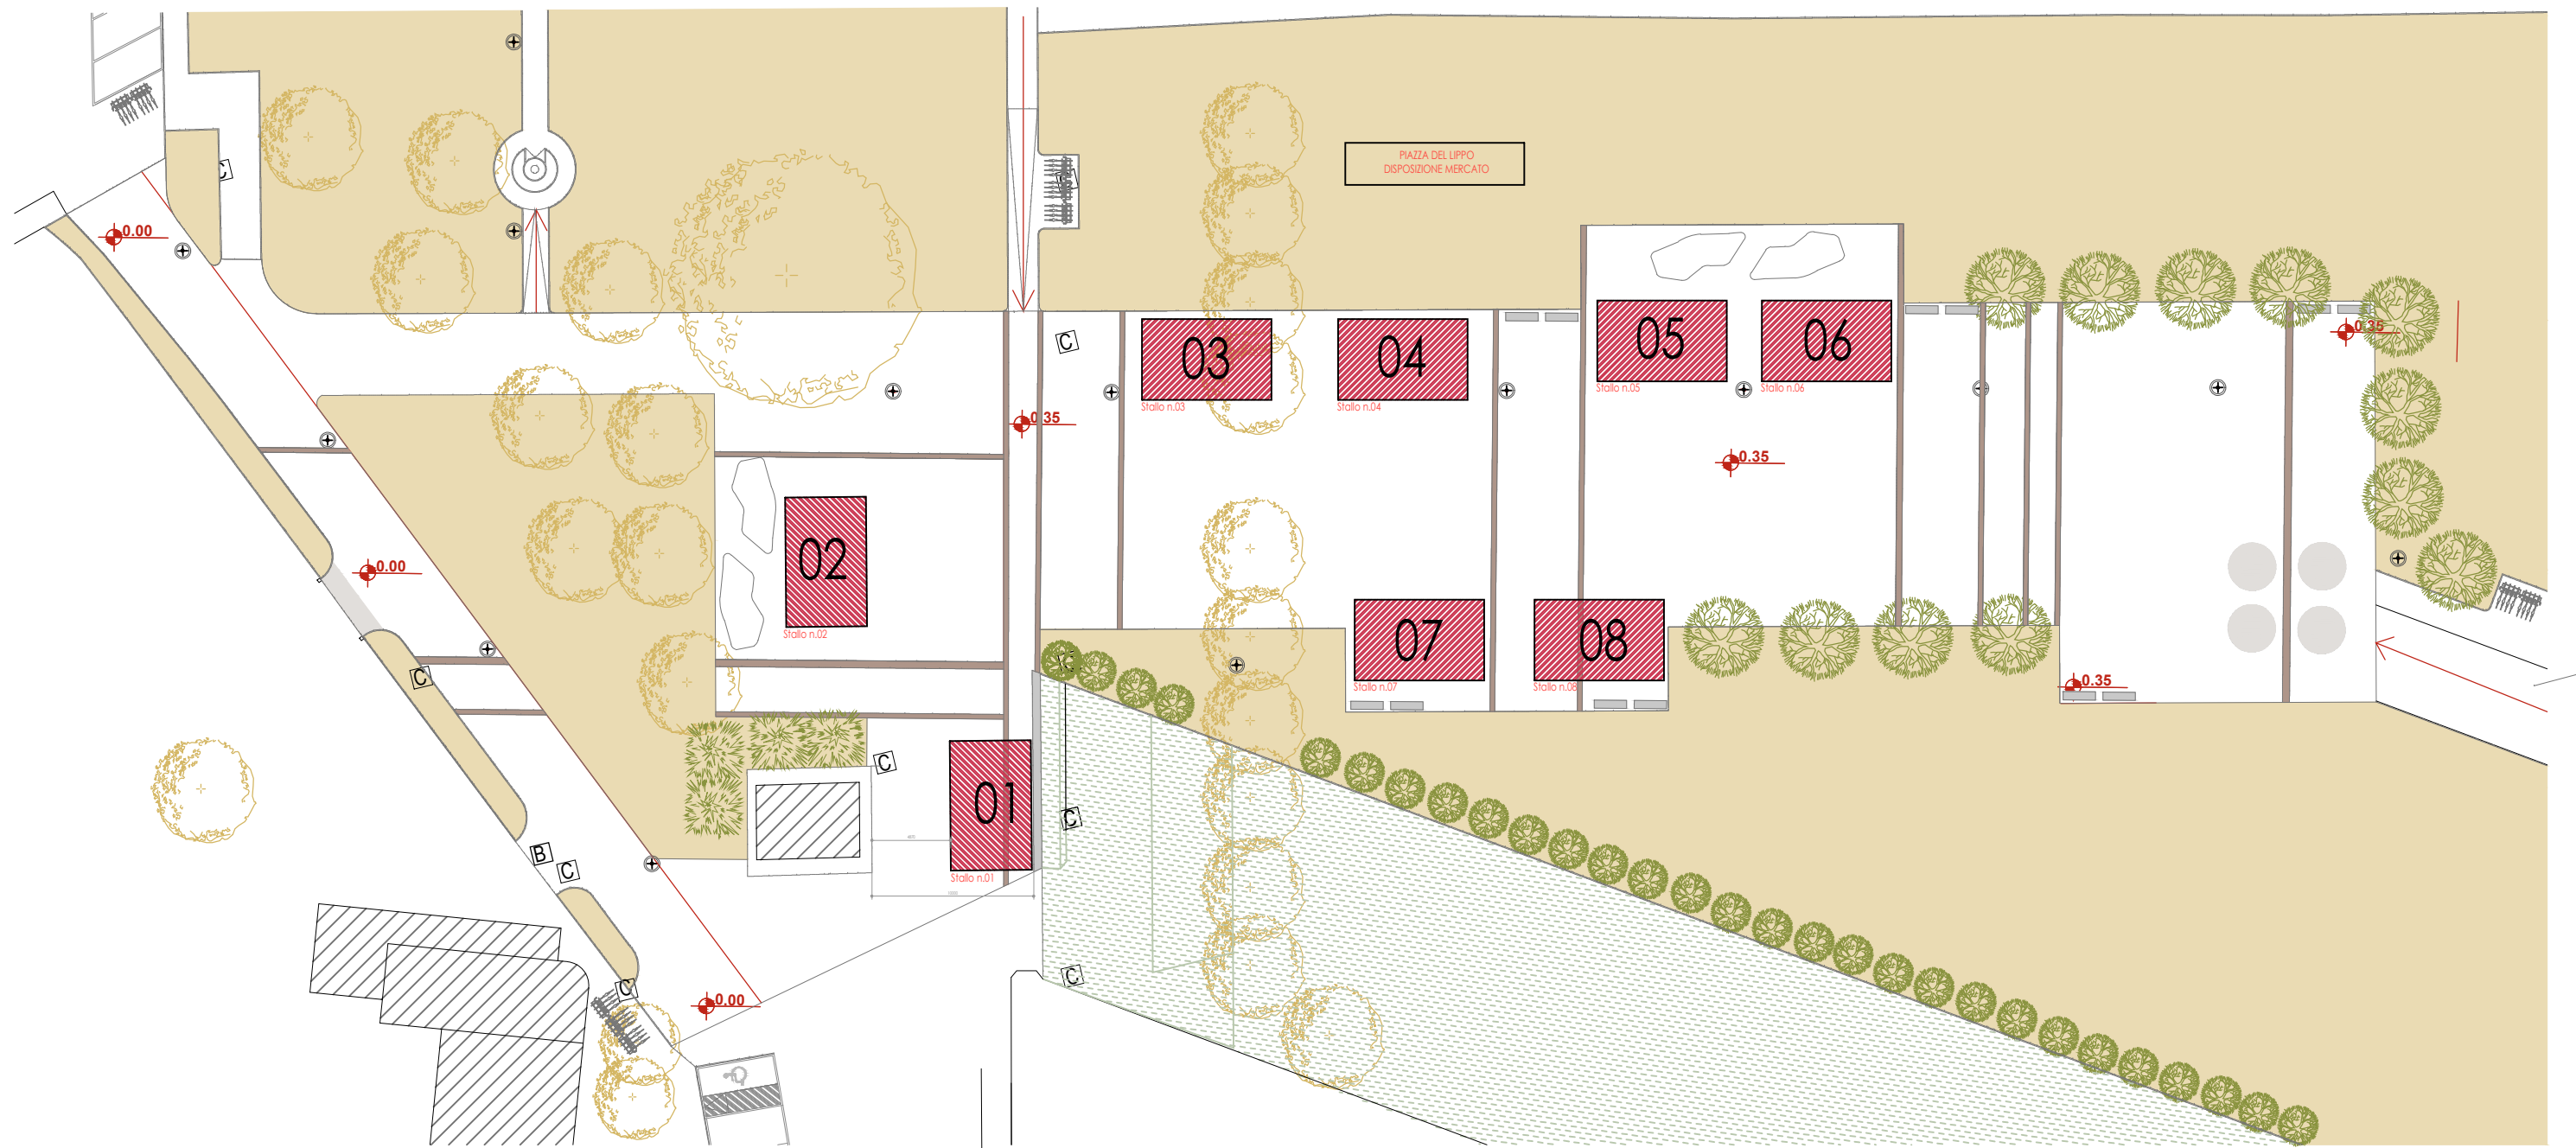 C
PIAZZA DEL LIPPO
DISPOSIZIONE MERCATO
0.00
C
03
Stallo n.03
04
Stallo n.04
05
Stallo n.05
06
Stallo n.06
0.35
0.35
0.35
0.00
02
Stallo n.02
07
Stallo n.07
08
Stallo n.08
C
0.35
C
01
Stallo n.01
C
B
C
C
C
0.00